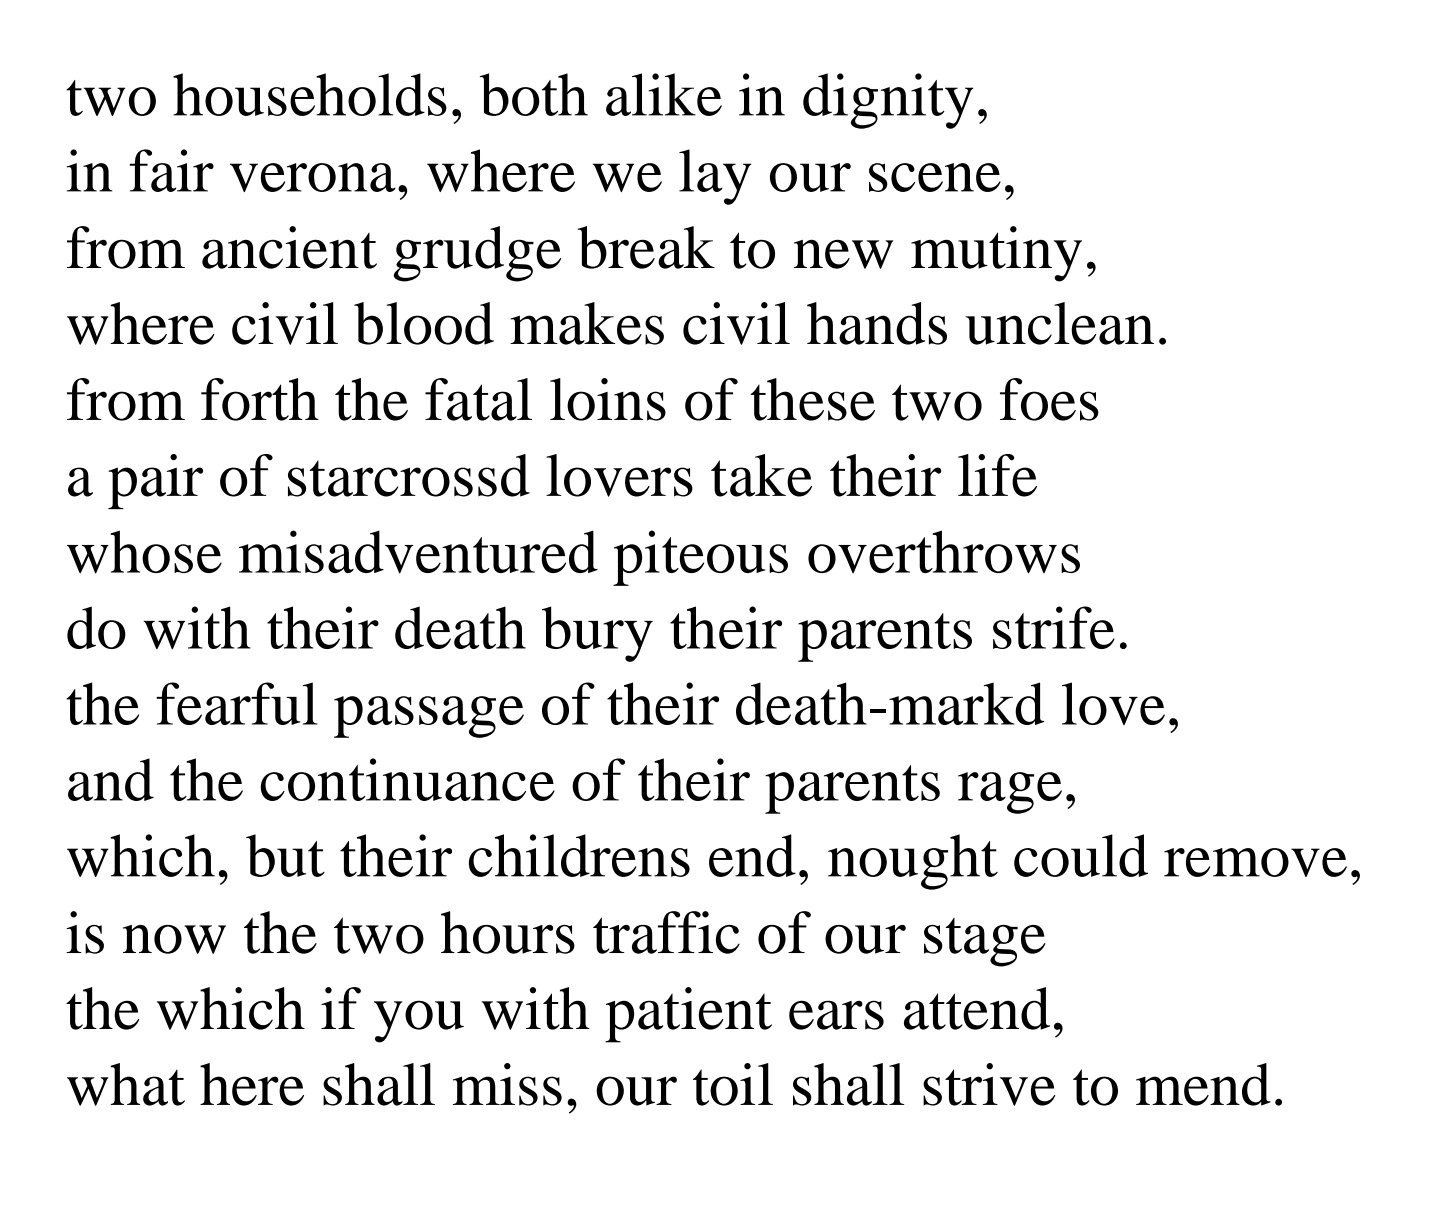 two households, both alike in dignity,
in fair verona, where we lay our scene,
from ancient grudge break to new mutiny,
where civil blood makes civil hands unclean.
from forth the fatal loins of these two foes
a pair of starcrossd lovers take their life
whose misadventured piteous overthrows
do with their death bury their parents strife.
the fearful passage of their death-markd love,
and the continuance of their parents rage,
which, but their childrens end, nought could remove,
is now the two hours traffic of our stage
the which if you with patient ears attend,
what here shall miss, our toil shall strive to mend.